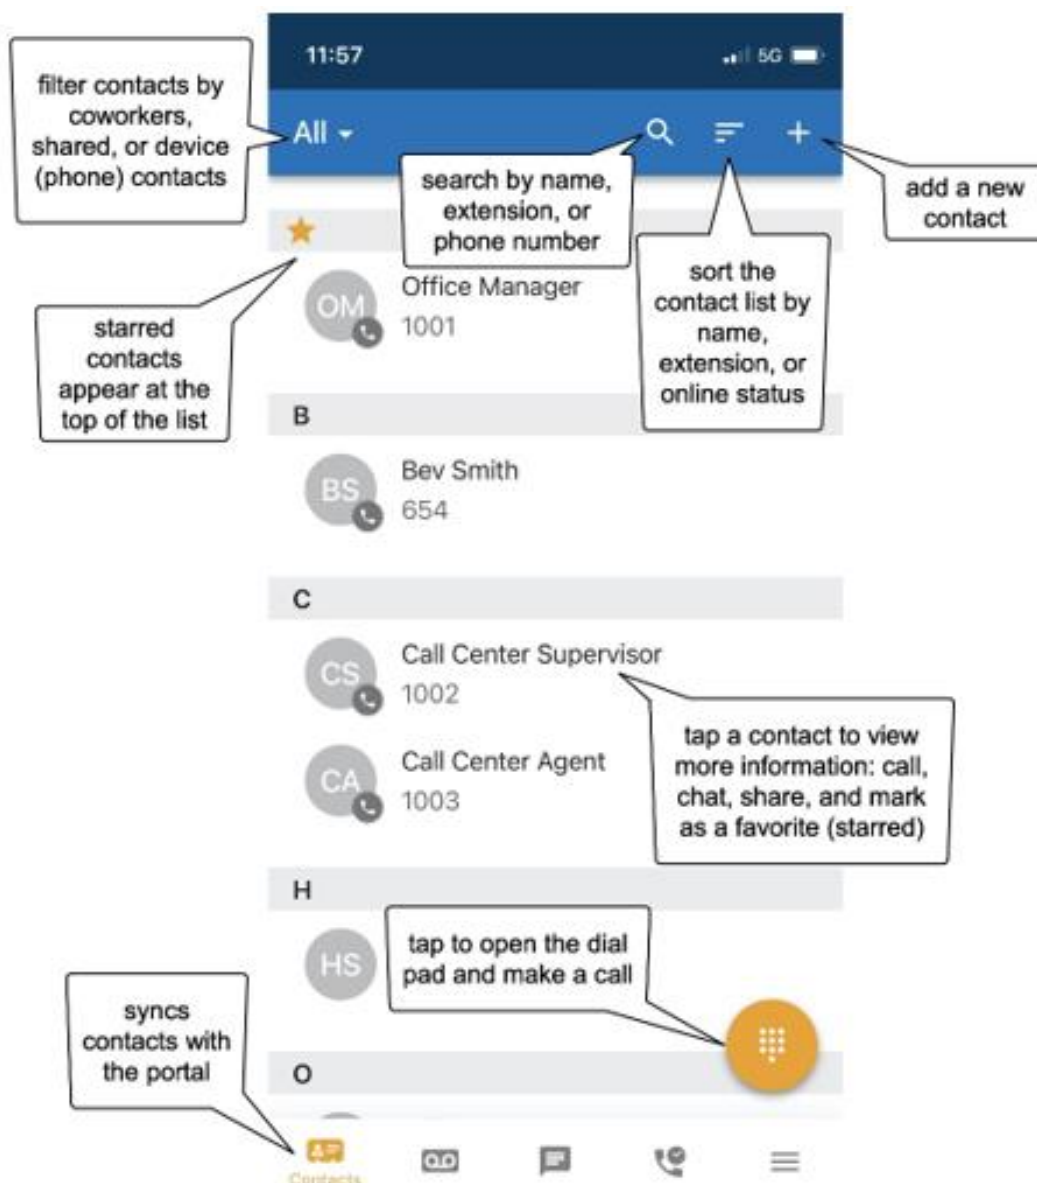 11:57
5G
filter contacts by
coworkers,
shared, or device
(phone) contacts
All
search by name,
extension, or
phone number
add a new
contact
sort the
contact list by
name,
extension, or
online status
starred
contacts
appear at the
top of the list
OM
Office Manager
1001
B
BS
Bev Smith
654
C
CS
Call Center Supervisor
1002
tap a contact to view
more information: call,
chat, share, and mark
as a favorite (starred)
CA
Call Center Agent
1003
H
HS
tap to open the dial
pad and make a call
syncs
contacts with
the portal
O
Contacts